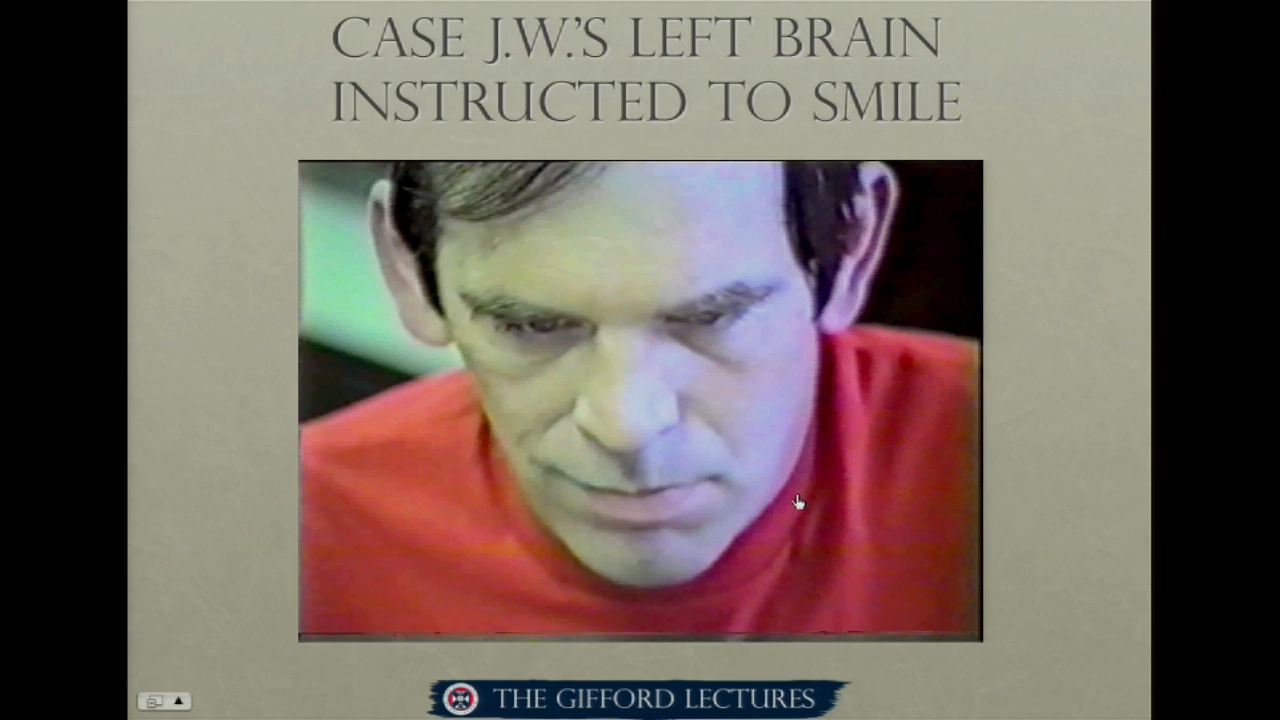 CASE J.W.'S LEFT BRAIN
INSTRUCTED TO SMILE
THE GIFFORD LECTURES